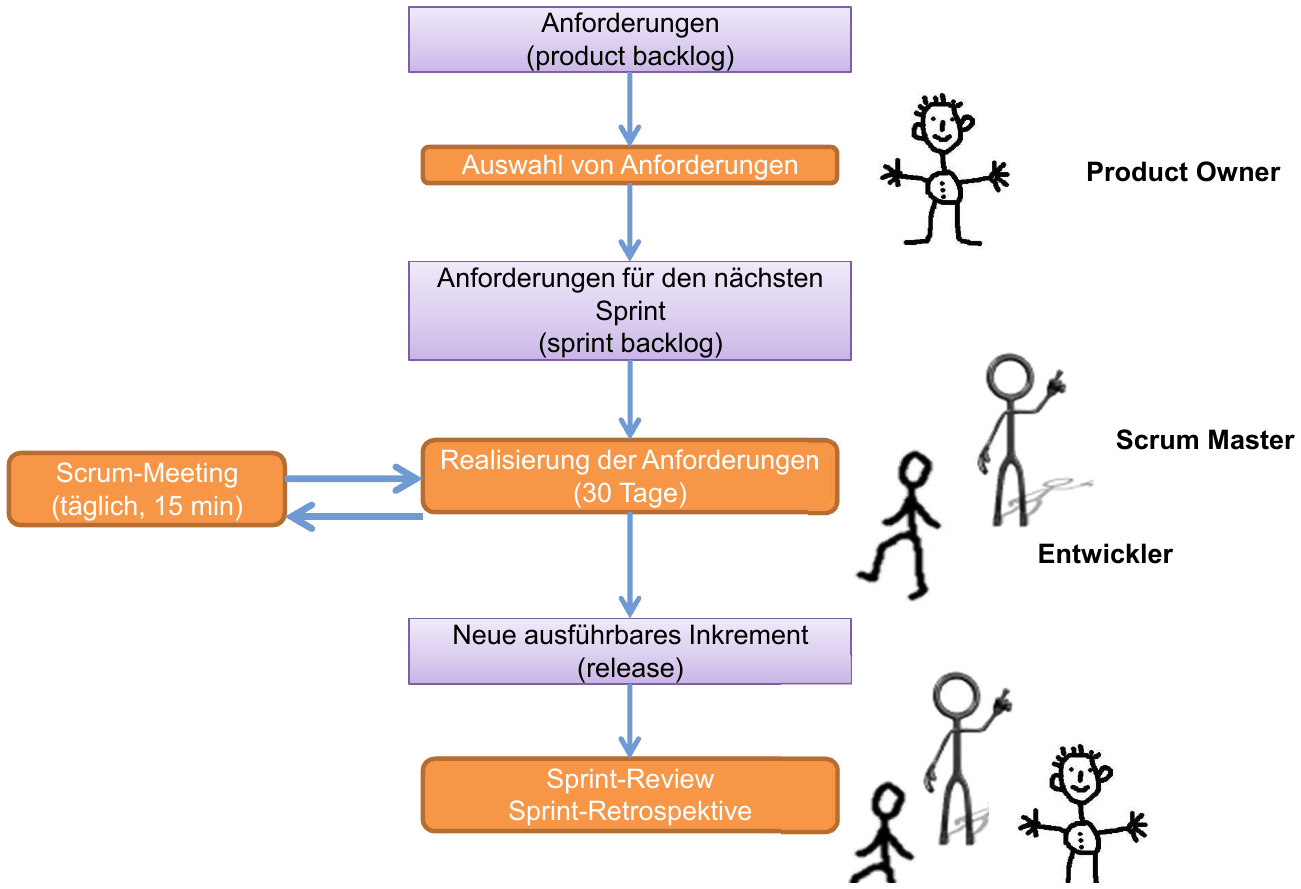 Anforderungen
(product backlog)
Auswahl von Anforderungen
Product Owner
Anforderungen für den nächsten
Sprint
(sprint backlog)
Scrum Master
Scrum-Meeting
(täglich, 15 min)
Realisierung der Anforderungen
(30 Tage)
Entwickler
Neue ausführbares Inkrement
(release)
Sprint-Review
Sprint-Retrospektive